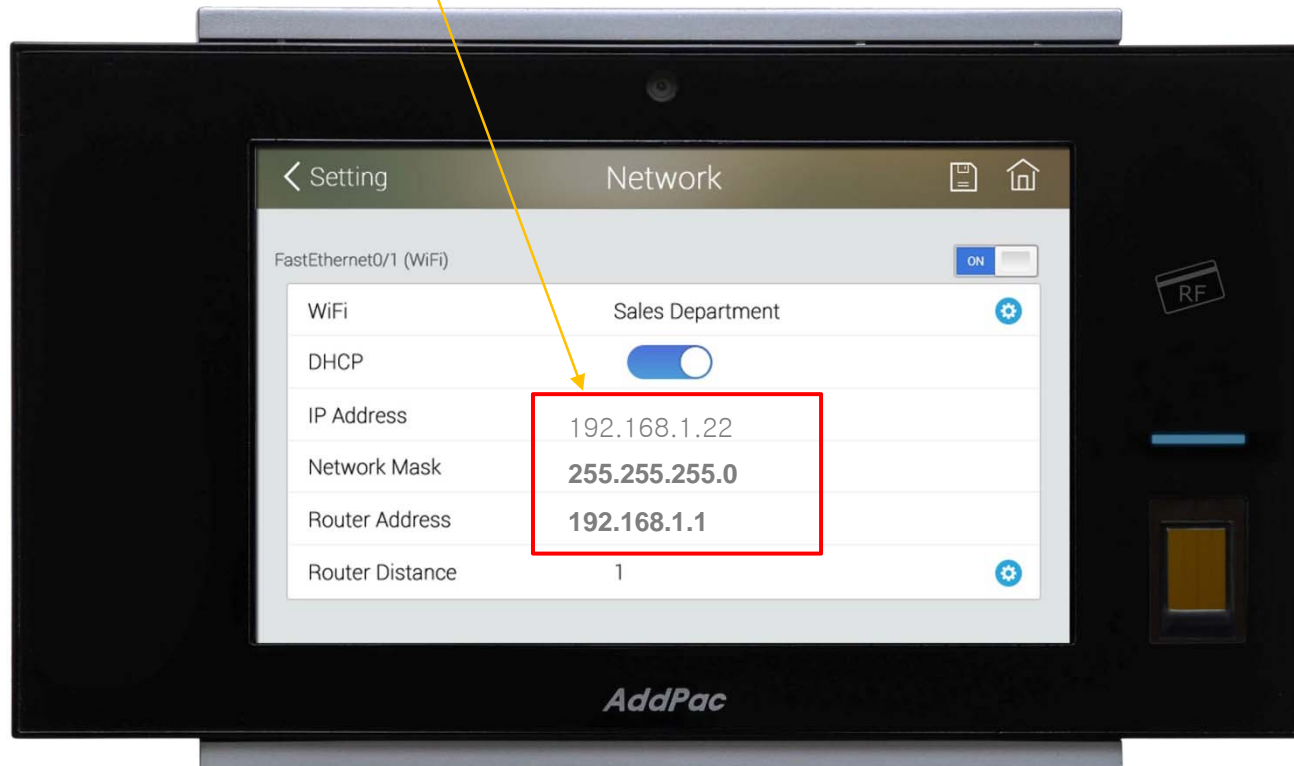 Setting Network
FastEthernet0/1 (WiFi) ON
WiFi Sales Department
DHCP
IP Address 192.168.1.22
Network Mask 255.255.255.0
Router Address 192.168.1.1
Router Distance 1
RF
AddPac